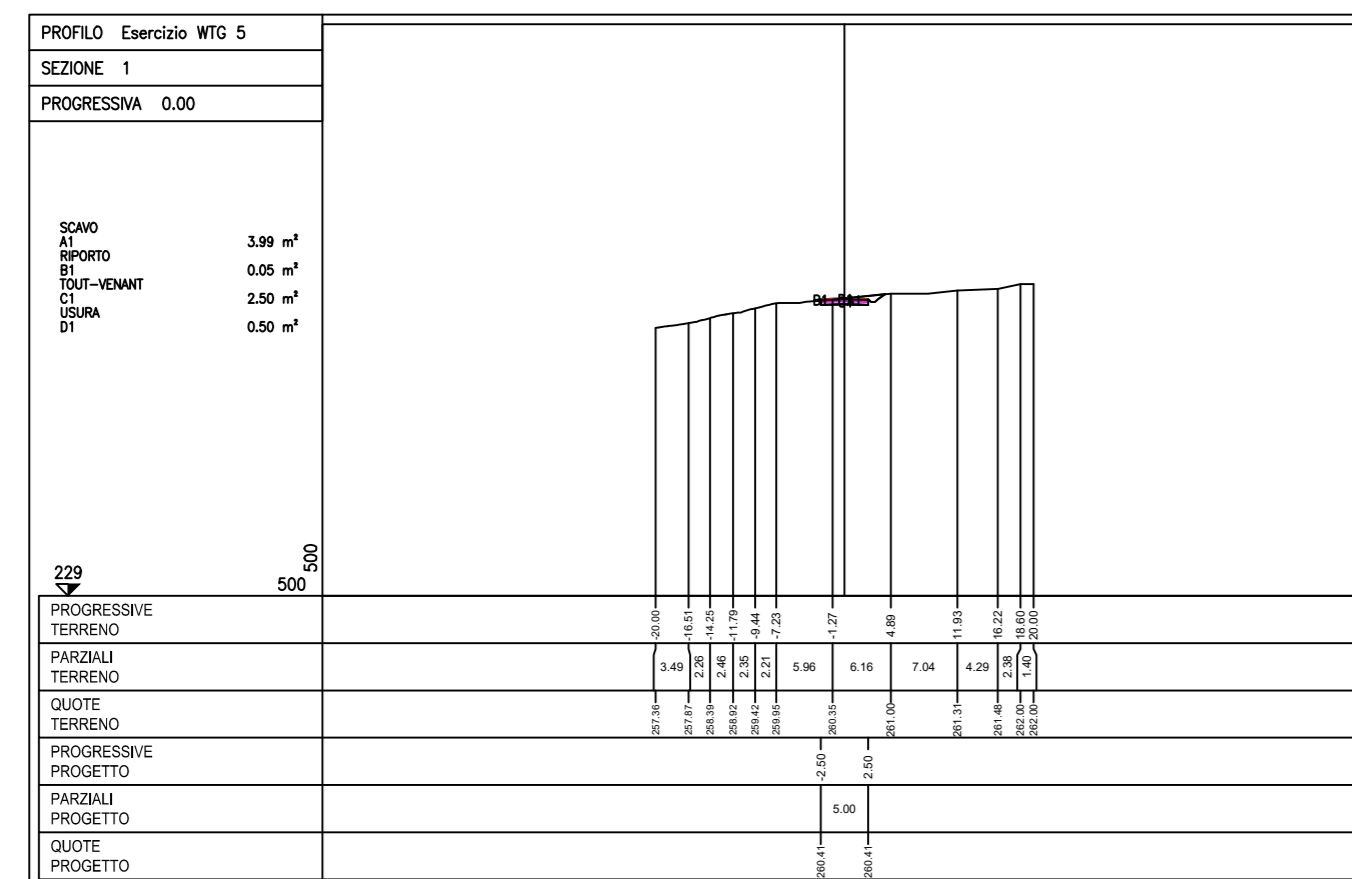 PROFILO Esercizio WTG 5
SEZIONE 1
PROGRESSIVA 0.00
SCAVO
A1 3.99 m²
RIPORTO
B1 0.05 m²
TOUT-VENANT
C1 2.50 m²
USURA
D1 0.50 m²
B1
229
500
500
PROGRESSIVE
TERRENO
-20.00 -16.51 -14.25 -11.79 -9.44 -7.23 -1.27 4.89 11.93 16.22 18.60 20.00
PARZIALI
TERRENO
3.49 2.26 2.46 2.35 2.21 5.96 6.16 7.04 4.29 2.38 1.40
QUOTE
TERRENO
257.36 257.87 258.39 258.92 259.42 259.95 260.35 261.00 261.31 261.48 262.00 262.00
PROGRESSIVE
PROGETTO
-2.50 2.50
PARZIALI
PROGETTO
5.00
QUOTE
PROGETTO
260.41 260.41